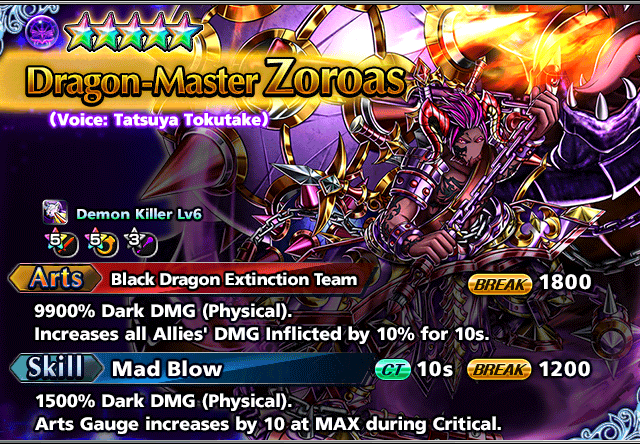 Dragon-Master Zoroas
(Voice: Tatsuya Tokutake)
Demon Killer Lv6
5 5 3
Arts Black Dragon Extinction Team BREAK 1800
9900% Dark DMG (Physical).
Increases all Allies' DMG Inflicted by 10% for 10s.
Skill Mad Blow CT 10s BREAK 1200
1500% Dark DMG (Physical).
Arts Gauge increases by 10 at MAX during Critical.